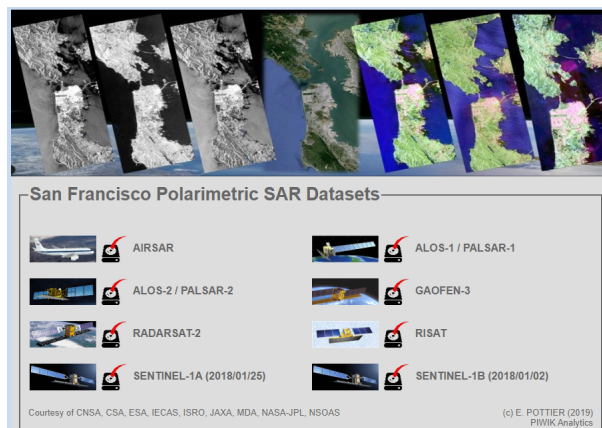 San Francisco Polarimetric SAR Datasets
AIRSAR
ALOS-1 / PALSAR-1
ALOS-2 / PALSAR-2
GAOFEN-3
RADARSAT-2
RISAT
SENTINEL-1A (2018/01/25)
SENTINEL-1B (2018/01/02)
Courtesy of CNSA, CSA, ESA, IECAS, ISRO, JAXA, MDA, NASA-JPL, NSOAS
(c) E. POTTIER (2019)
PIWIK Analytics